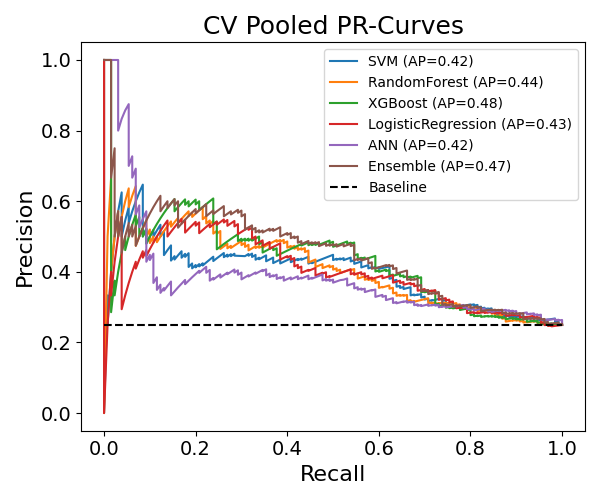 CV Pooled PR-Curves
SVM (AP=0.42)
RandomForest (AP=0.44)
XGBoost (AP=0.48)
LogisticRegression (AP=0.43)
ANN (AP=0.42)
Ensemble (AP=0.47)
Baseline
Precision
1.0
0.8
0.6
0.4
0.2
0.0
0.0 0.2 0.4 0.6 0.8 1.0
Recall